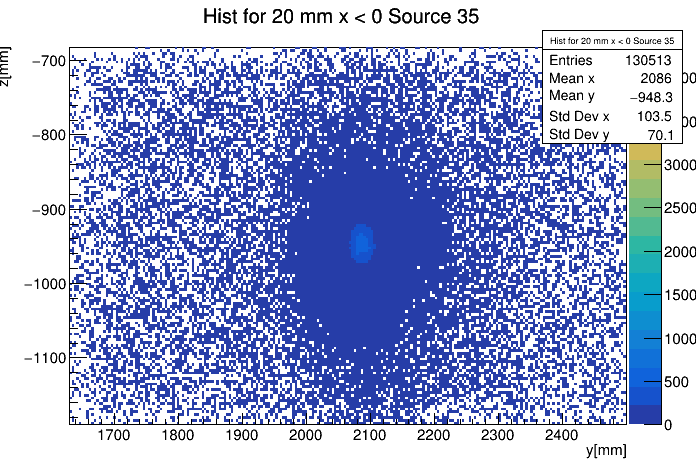 Hist for 20 mm x < 0 Source 35
Hist for 20 mm x < 0 Source 35
Entries 130513
Mean x 2086
Mean y −948.3
Std Dev x 103.5
Std Dev y 70.1
z[mm]
−700
−800
−900
−1000
−1100
1700 1800 1900 2000 2100 2200 2300 2400
y[mm]
3000
2500
2000
1500
1000
500
0